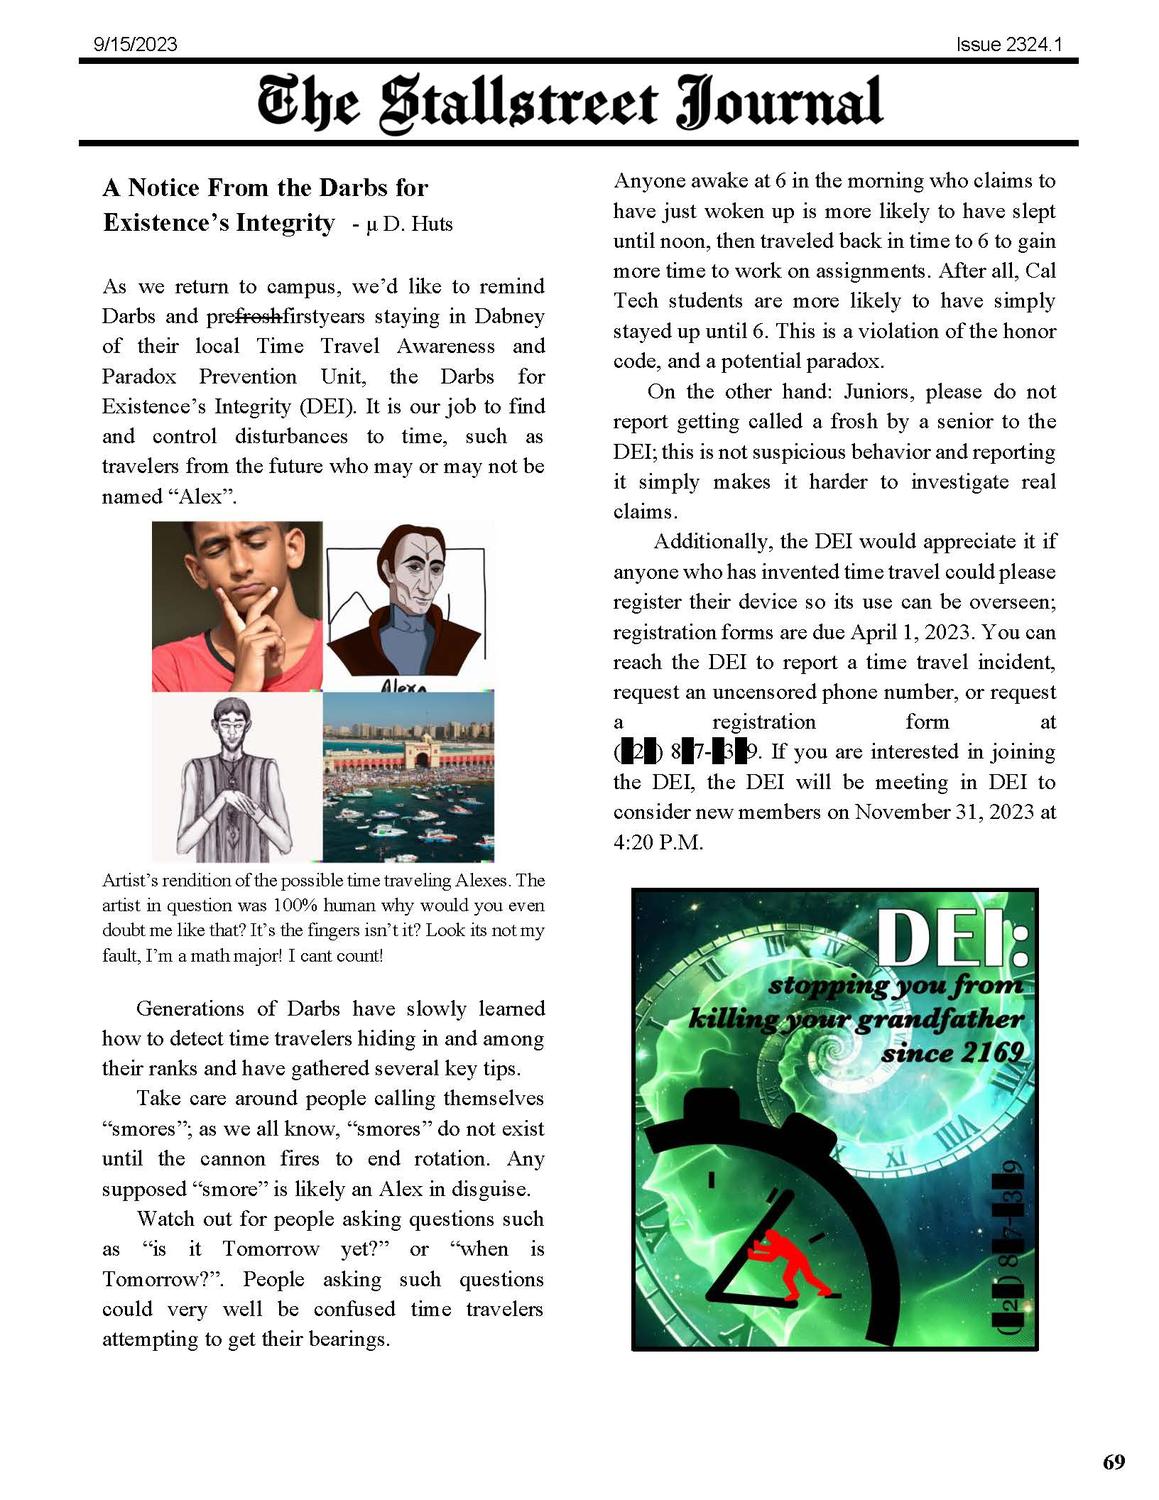 9/15/2023
Issue 2324.1
The Stallstreet Journal
A Notice From the Darbs for
Existence’s Integrity - µ D. Huts
As we return to campus, we’d like to remind
Darbs and prefroshfirstyears staying in Dabney
of their local Time Travel Awareness and
Paradox Prevention Unit, the Darbs for
Existence’s Integrity (DEI). It is our job to find
and control disturbances to time, such as
travelers from the future who may or may not be
named “Alex”.
Alexa
Artist’s rendition of the possible time traveling Alexes. The
artist in question was 100% human why would you even
doubt me like that? It’s the fingers isn’t it? Look its not my
fault, I’m a math major! I cant count!
Generations of Darbs have slowly learned
how to detect time travelers hiding in and among
their ranks and have gathered several key tips.
Take care around people calling themselves
“smores”; as we all know, “smores” do not exist
until the cannon fires to end rotation. Any
supposed “smore” is likely an Alex in disguise.
Watch out for people asking questions such
as “is it Tomorrow yet?” or “when is
Tomorrow?”. People asking such questions
could very well be confused time travelers
attempting to get their bearings.
Anyone awake at 6 in the morning who claims to
have just woken up is more likely to have slept
until noon, then traveled back in time to 6 to gain
more time to work on assignments. After all, Cal
Tech students are more likely to have simply
stayed up until 6. This is a violation of the honor
code, and a potential paradox.
On the other hand: Juniors, please do not
report getting called a frosh by a senior to the
DEI; this is not suspicious behavior and reporting
it simply makes it harder to investigate real
claims.
Additionally, the DEI would appreciate it if
anyone who has invented time travel could please
register their device so its use can be overseen;
registration forms are due April 1, 2023. You can
reach the DEI to report a time travel incident,
request an uncensored phone number, or request
a registration form at
(█2█) 8█7-█3█9. If you are interested in joining
the DEI, the DEI will be meeting in DEI to
consider new members on November 31, 2023 at
4:20 P.M.
DEI:
stopping you from
killing your grandfather
since 2169
II III IIII
VII VIII XI X
(█2█) 8█7-█3█9
69